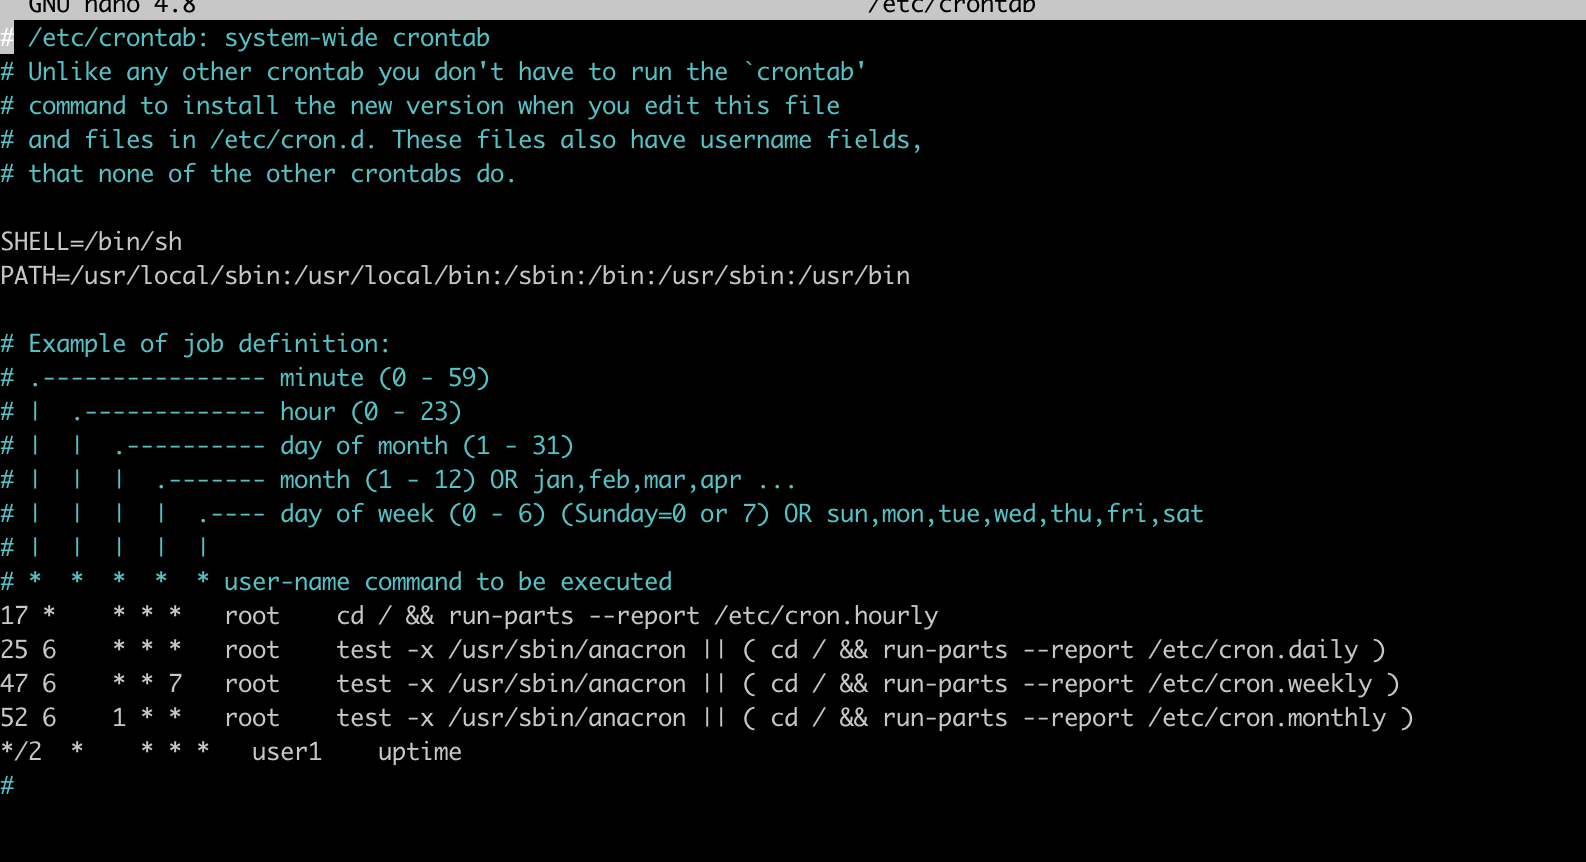 GNU nano 4.8 /etc/crontab
# /etc/crontab: system-wide crontab
# Unlike any other crontab you don't have to run the `crontab'
# command to install the new version when you edit this file
# and files in /etc/cron.d. These files also have username fields,
# that none of the other crontabs do.

SHELL=/bin/sh
PATH=/usr/local/sbin:/usr/local/bin:/sbin:/bin:/usr/sbin:/usr/bin

# Example of job definition:
# .---------------- minute (0 - 59)
# |  .------------- hour (0 - 23)
# |  |  .---------- day of month (1 - 31)
# |  |  |  .------- month (1 - 12) OR jan,feb,mar,apr ...
# |  |  |  |  .---- day of week (0 - 6) (Sunday=0 or 7) OR sun,mon,tue,wed,thu,fri,sat
# |  |  |  |  |
# *  *  *  *  * user-name command to be executed
17 *    * * *   root    cd / && run-parts --report /etc/cron.hourly
25 6    * * *   root    test -x /usr/sbin/anacron || ( cd / && run-parts --report /etc/cron.daily )
47 6    * * 7   root    test -x /usr/sbin/anacron || ( cd / && run-parts --report /etc/cron.weekly )
52 6    1 * *   root    test -x /usr/sbin/anacron || ( cd / && run-parts --report /etc/cron.monthly )
*/2  *    * * *   user1    uptime
#